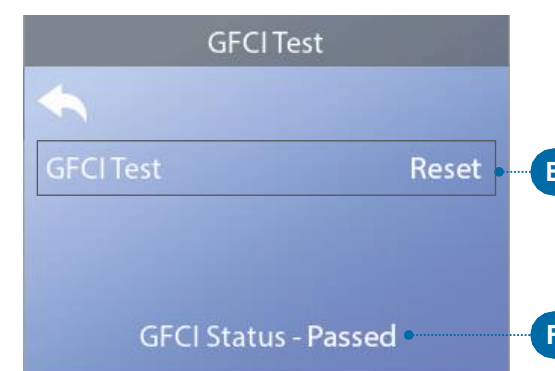 GFCI Test
GFCI Test Reset
E
GFCI Status - Passed
F